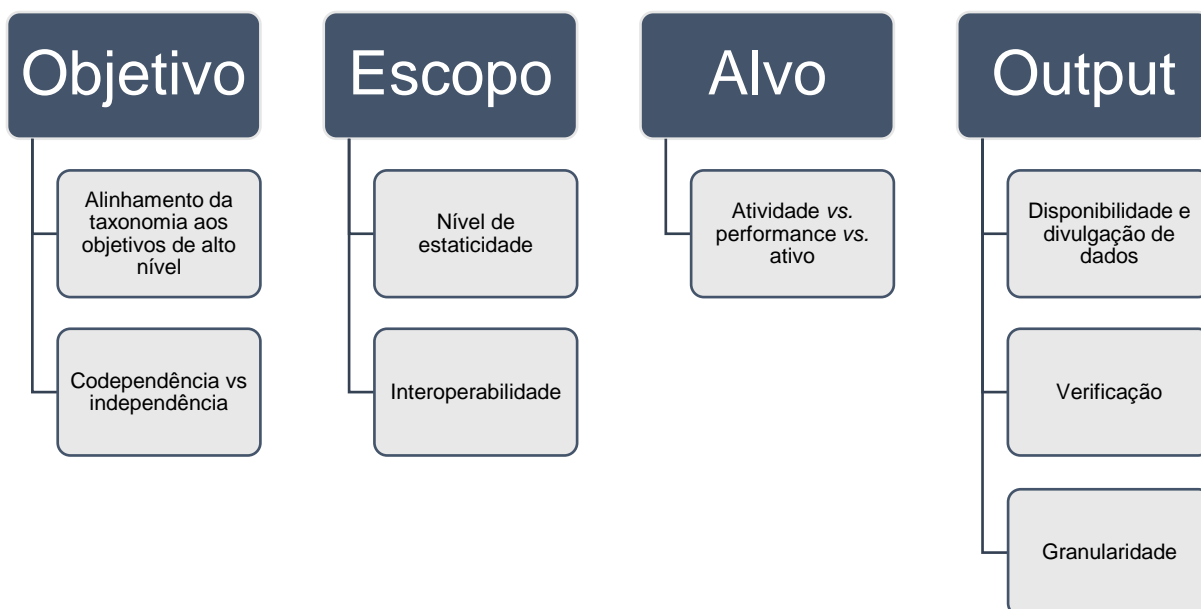 Objetivo
Alinhamento da
taxonomia aos
objetivos de alto
nível
Codependência vs
independência
Escopo
Nível de
estaticidade
Interoperabilidade
Alvo
Atividade vs.
performance vs.
ativo
Output
Disponibilidade e
divulgação de
dados
Verificação
Granularidade